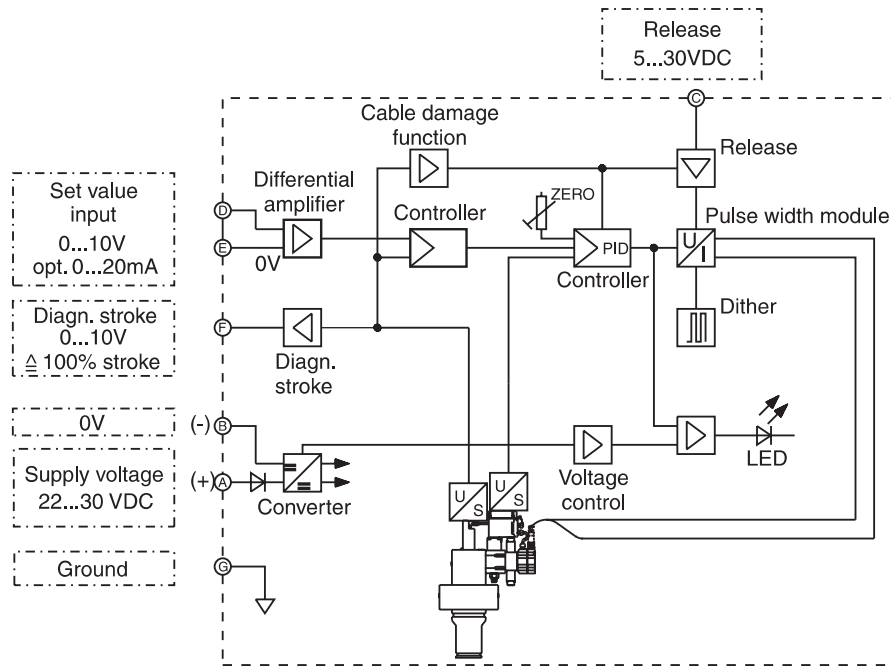 Release
5...30VDC
C
Cable damage
function
Release
Set value
input
0...10V
opt. 0...20mA
D
E
Differential
amplifier
0V
Controller
ZERO
PID
Controller
Pulse width module
U
I
Diagn. stroke
0...10V
≙ 100% stroke
F
Diagn.
stroke
Dither
0V
(-)
B
Supply voltage
22...30 VDC
(+)
A
Converter
Voltage
control
LED
U
S
U
S
Ground
G